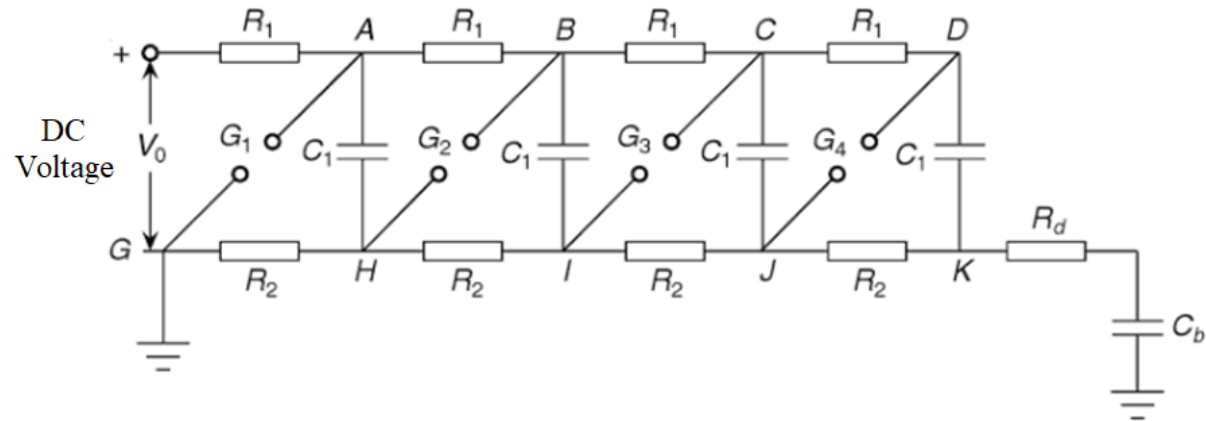 R1 A R1 B R1 C R1 D
+
DC
Voltage
V0 G1 C1 G2 C1 G3 C1 G4 C1
G R2 H R2 I R2 J R2 K Rd
Cb